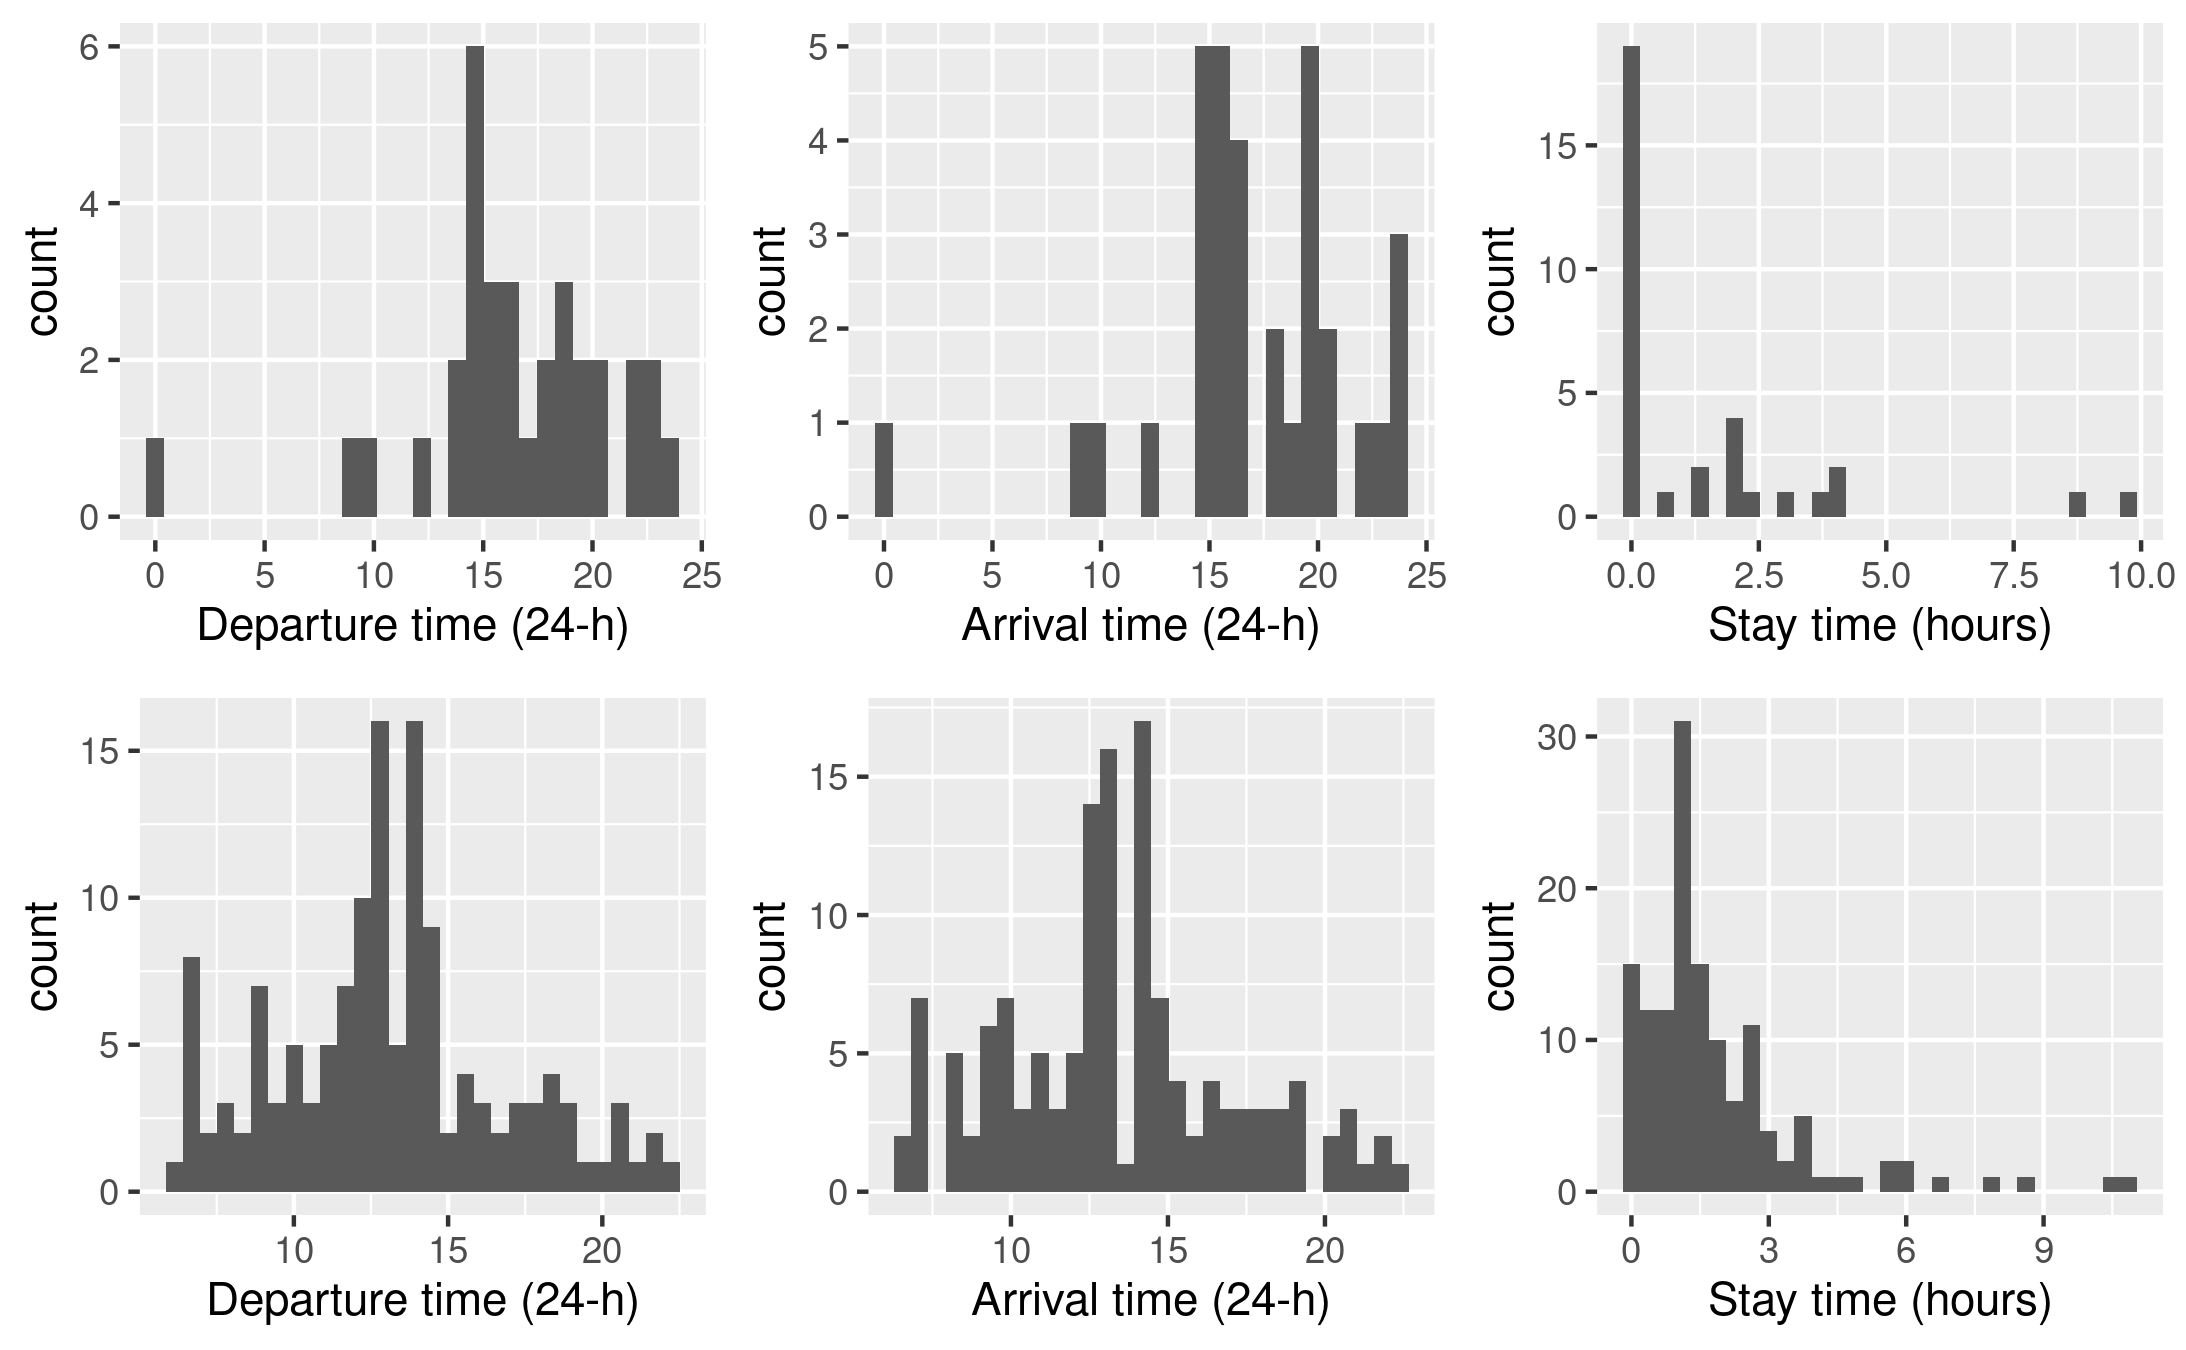 6
4
2
0
count
0 5 10 15 20 25
Departure time (24-h)
5
4
3
2
1
0
count
0 5 10 15 20 25
Arrival time (24-h)
15
10
5
0
count
0.0 2.5 5.0 7.5 10.0
Stay time (hours)
15
10
5
0
count
10 15 20
Departure time (24-h)
15
10
5
0
count
10 15 20
Arrival time (24-h)
30
20
10
0
count
0 3 6 9
Stay time (hours)